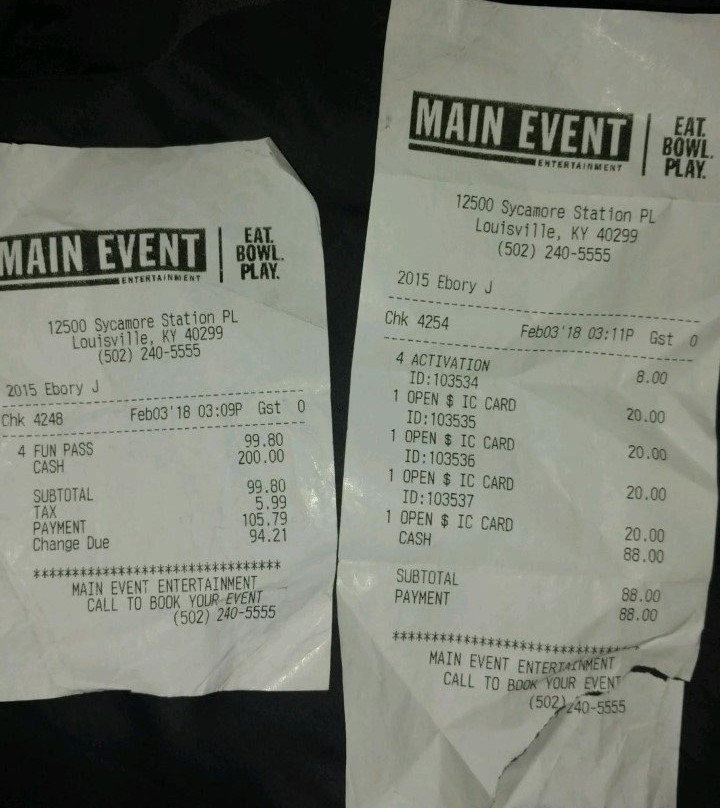 MAIN EVENT
ENTERTAINMENT
EAT.
BOWL.
PLAY.
12500 Sycamore Station PL
Louisville, KY 40299
(502) 240-5555
2015 Ebory J
Chk 4248 Feb03'18 03:09P Gst 0
4 FUN PASS 99.80
CASH 200.00
SUBTOTAL 99.80
TAX 5.99
PAYMENT 105.79
Change Due 94.21
*******************************
MAIN EVENT ENTERTAINMENT
CALL TO BOOK YOUR EVENT
(502) 240-5555
MAIN EVENT
ENTERTAINMENT
EAT.
BOWL.
PLAY.
12500 Sycamore Station PL
Louisville, KY 40299
(502) 240-5555
2015 Ebory J
Chk 4254 Feb03'18 03:11P Gst 0
4 ACTIVATION 8.00
ID:103534
1 OPEN $ IC CARD 20.00
ID:103535
1 OPEN $ IC CARD 20.00
ID:103536
1 OPEN $ IC CARD 20.00
ID:103537
1 OPEN $ IC CARD 20.00
CASH 88.00
SUBTOTAL 88.00
PAYMENT 88.00
*******************************
MAIN EVENT ENTERTAINMENT
CALL TO BOOK YOUR EVENT
(502) 240-5555